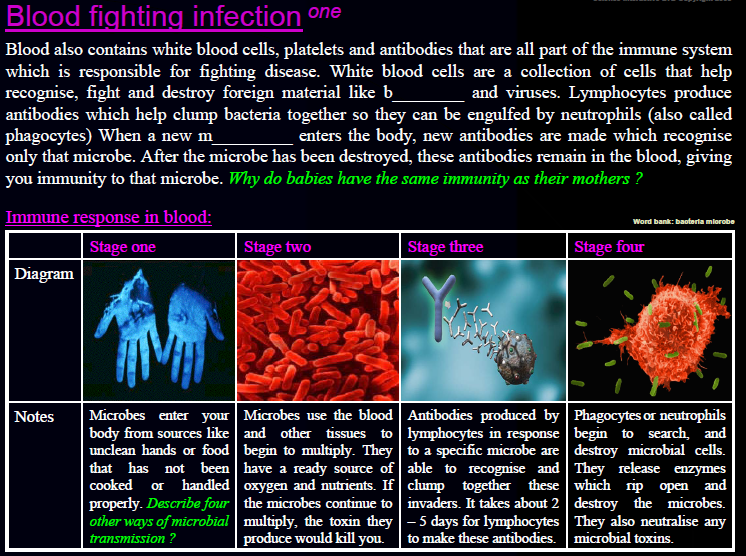 Blood fighting infection one
Blood also contains white blood cells, platelets and antibodies that are all part of the immune system
which is responsible for fighting disease. White blood cells are a collection of cells that help
recognise, fight and destroy foreign material like b_________ and viruses. Lymphocytes produce
antibodies which help clump bacteria together so they can be engulfed by neutrophils (also called
phagocytes) When a new m__________ enters the body, new antibodies are made which recognise
only that microbe. After the microbe has been destroyed, these antibodies remain in the blood, giving
you immunity to that microbe. Why do babies have the same immunity as their mothers ?
Immune response in blood:
Word bank: bacteria microbe
Stage one
Stage two
Stage three
Stage four
Diagram
Notes
Microbes enter your
body from sources like
unclean hands or food
that has not been
cooked or handled
properly. Describe four
other ways of microbial
transmission ?
Microbes use the blood
and other tissues to
begin to multiply. They
have a ready source of
oxygen and nutrients. If
the microbes continue to
multiply, the toxin they
produce would kill you.
Antibodies produced by
lymphocytes in response
to a specific microbe are
able to recognise and
clump together these
invaders. It takes about 2
– 5 days for lymphocytes
to make these antibodies.
Phagocytes or neutrophils
begin to search, and
destroy microbial cells.
They release enzymes
which rip open and
destroy the microbes.
They also neutralise any
microbial toxins.